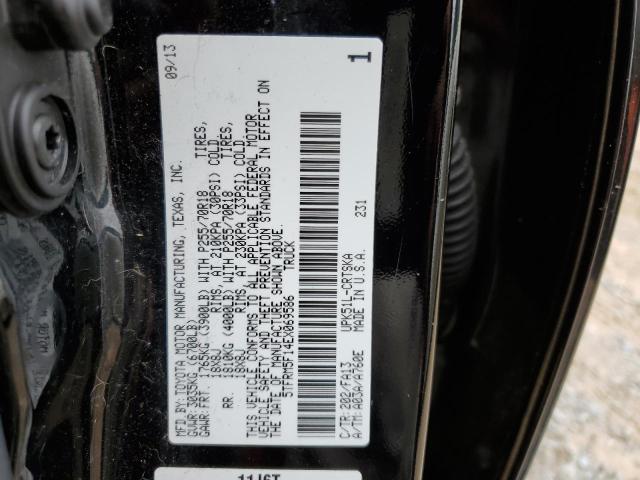 MFD.BY TOYOTA MOTOR MANUFACTURING, TEXAS, INC. 09/13
GVWR: 3035KG (6700LB)
GAWR: FRT. 1765KG (3900LB) WITH P255/70R18 TIRES,
18X8J RIMS, AT 210KPA (30PSI) COLD
RR. 1810KG (4000LB) WITH P255/70R18 TIRES,
18X8J RIMS, AT 230KPA (33PSI) COLD
THIS VEHICLE CONFORMS TO ALL APPLICABLE FEDERAL MOTOR
VEHICLE SAFETY AND THEFT PREVENTION STANDARDS IN EFFECT ON
THE DATE OF MANUFACTURE SHOWN ABOVE.
5TFRM5F14EX069586 TRUCK
C/TR:202/FA13 UPK51L-CRTSKA 231
A/TM:A03A/A760E MADE IN U.S.A. 1